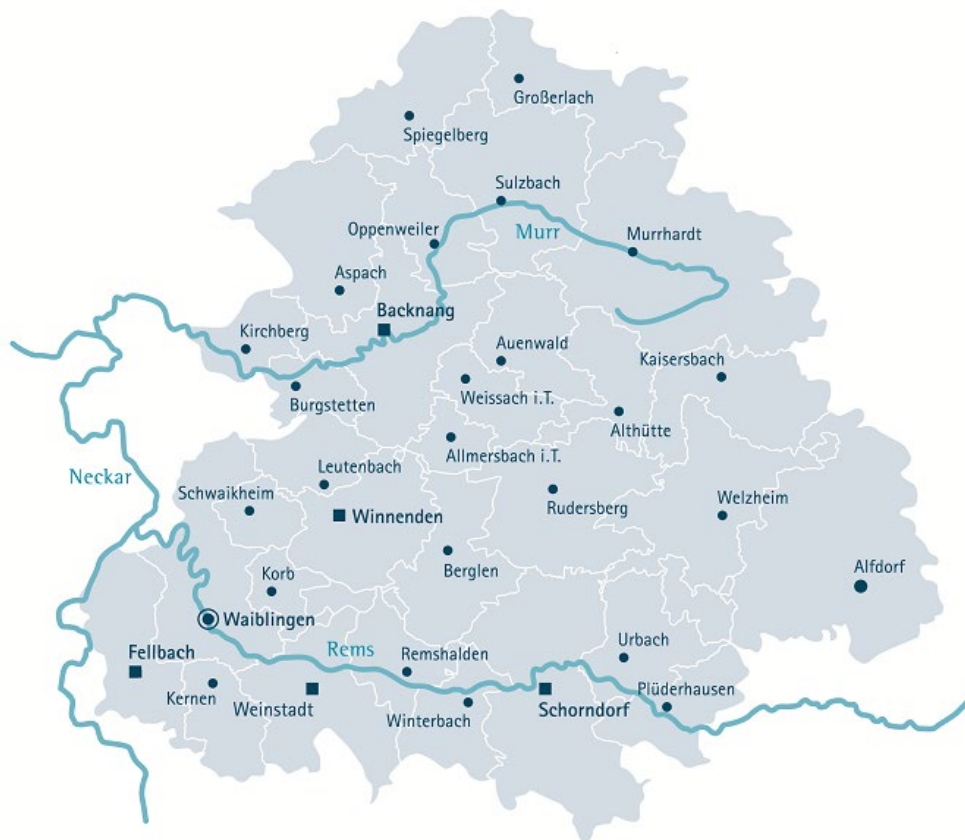 Großerlach
Spiegelberg
Sulzbach
Oppenweiler
Murr
Murrhardt
Aspach
Backnang
Kirchberg
Auenwald
Kaisersbach
Burgstetten
Weissach i.T.
Althütte
Allmersbach i.T.
Leutenbach
Neckar
Schwaikheim
Rudersberg
Welzheim
Winnenden
Berglen
Korb
Alfdorf
Waiblingen
Urbach
Rems
Remshalden
Fellbach
Plüderhausen
Kernen
Weinstadt
Winterbach
Schorndorf